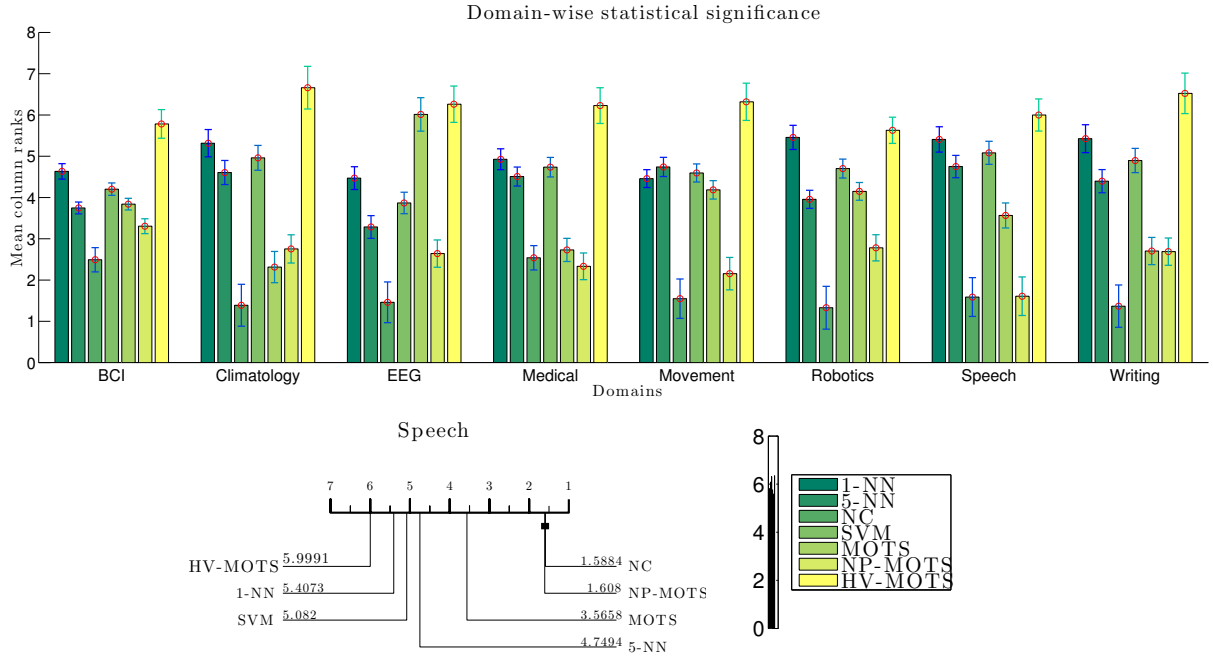 Domain-wise statistical significance
8
7
6
5
4
3
2
1
0
Mean column ranks
BCI Climatology EEG Medical Movement Robotics Speech Writing
Domains
Speech
7 6 5 4 3 2 1
HV-MOTS 5.9991
1-NN 5.4073
SVM 5.082
1.5884 NC
1.608 NP-MOTS
3.5658 MOTS
4.7494 5-NN
8
6
4
2
0
1-NN
5-NN
NC
SVM
MOTS
NP-MOTS
HV-MOTS